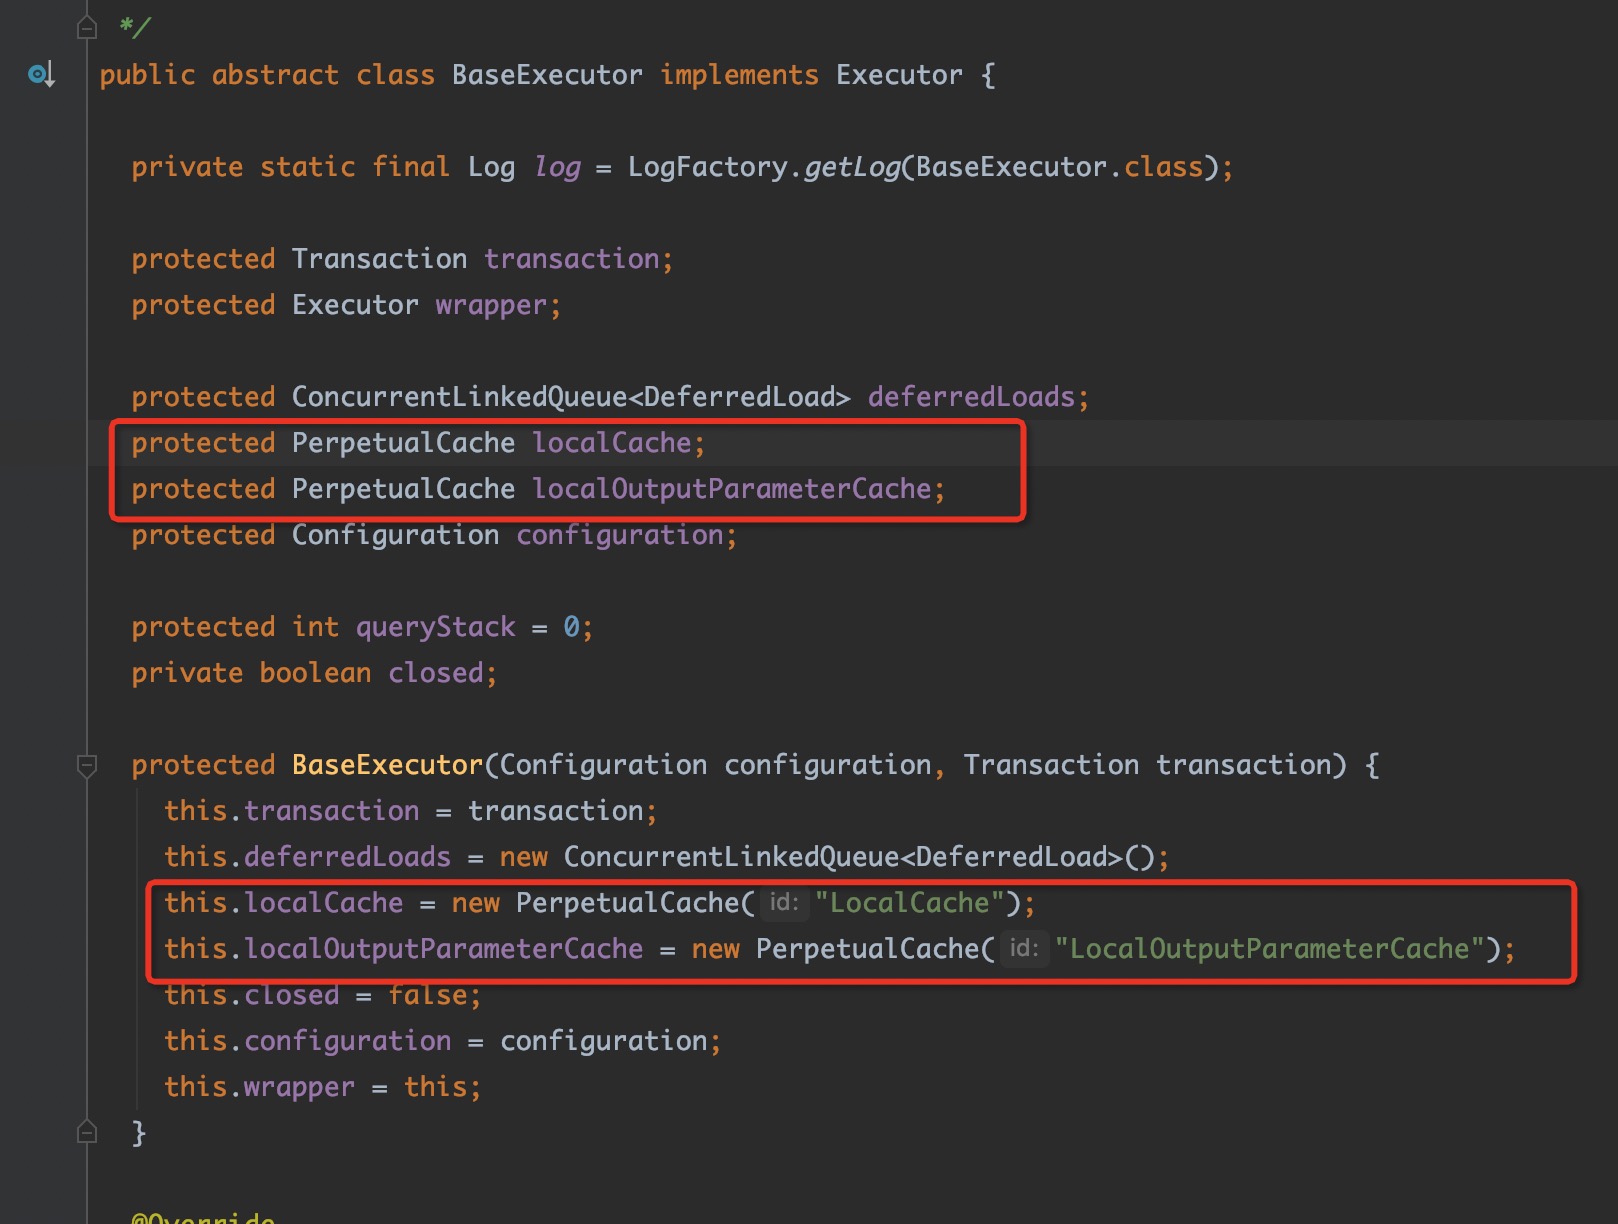 */
public abstract class BaseExecutor implements Executor {
private static final Log log = LogFactory.getLog(BaseExecutor.class);
protected Transaction transaction;
protected Executor wrapper;
protected ConcurrentLinkedQueue<DeferredLoad> deferredLoads;
protected PerpetualCache localCache;
protected PerpetualCache localOutputParameterCache;
protected Configuration configuration;
protected int queryStack = 0;
private boolean closed;
protected BaseExecutor(Configuration configuration, Transaction transaction) {
this.transaction = transaction;
this.deferredLoads = new ConcurrentLinkedQueue<DeferredLoad>();
this.localCache = new PerpetualCache( id: "LocalCache");
this.localOutputParameterCache = new PerpetualCache( id: "LocalOutputParameterCache");
this.closed = false;
this.configuration = configuration;
this.wrapper = this;
}
@Override